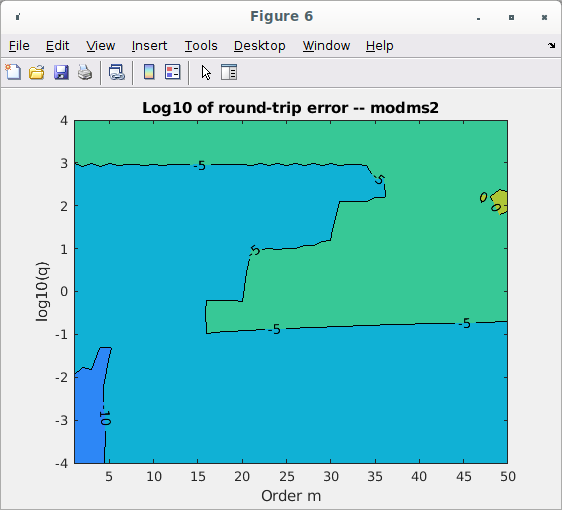 Figure 6
File Edit View Insert Tools Desktop Window Help
Log10 of round-trip error -- modms2
4
3
2
1
0
-1
-2
-3
-4
log10(q)
-5
-5
-5
-5
-5
-10
0
0
5 10 15 20 25 30 35 40 45 50
Order m